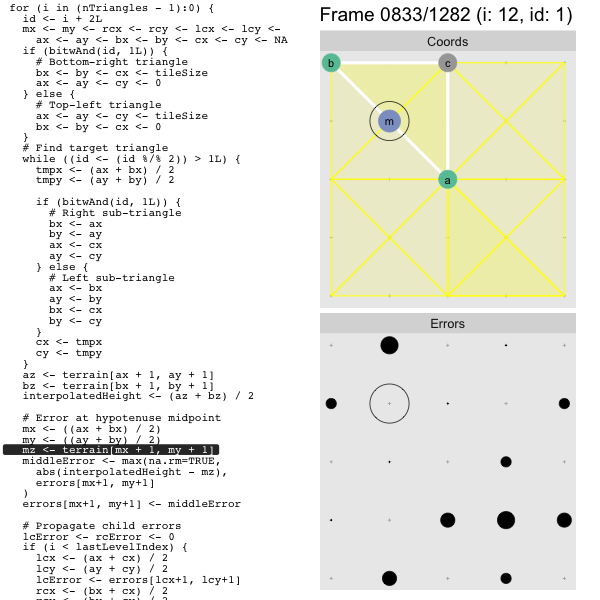 for (i in (nTriangles - 1):0) {
  id <- i + 2L
  mx <- my <- rcx <- rcy <- lcx <- lcy <-
    ax <- ay <- bx <- by <- cx <- cy <- NA
  if (bitwAnd(id, 1L)) {
    # Bottom-right triangle
    bx <- by <- cx <- tileSize
    ax <- ay <- cy <- 0
  } else {
    # Top-left triangle
    ax <- ay <- cy <- tileSize
    bx <- by <- cx <- 0
  }
  # Find target triangle
  while ((id <- (id %/% 2)) > 1L) {
    tmpx <- (ax + bx) / 2
    tmpy <- (ay + by) / 2

    if (bitwAnd(id, 1L)) {
      # Right sub-triangle
      bx <- ax
      by <- ay
      ax <- cx
      ay <- cy
    } else {
      # Left sub-triangle
      ax <- bx
      ay <- by
      bx <- cx
      by <- cy
    }
    cx <- tmpx
    cy <- tmpy
  }
  az <- terrain[ax + 1, ay + 1]
  bz <- terrain[bx + 1, by + 1]
  interpolatedHeight <- (az + bz) / 2

  # Error at hypotenuse midpoint
  mx <- ((ax + bx) / 2)
  my <- ((ay + by) / 2)
  mz <- terrain[mx + 1, my + 1]
  middleError <- max(na.rm=TRUE,
    abs(interpolatedHeight - mz),
    errors[mx+1, my+1]
  )
  errors[mx+1, my+1] <- middleError

  # Propagate child errors
  lcError <- rcError <- 0
  if (i < lastLevelIndex) {
    lcx <- (ax + cx) / 2
    lcy <- (ay + cy) / 2
    lcError <- errors[lcx+1, lcy+1]
    rcx <- (bx + cx) / 2
Frame 0833/1282 (i: 12, id: 1)
Coords
b
c
m
a
Errors